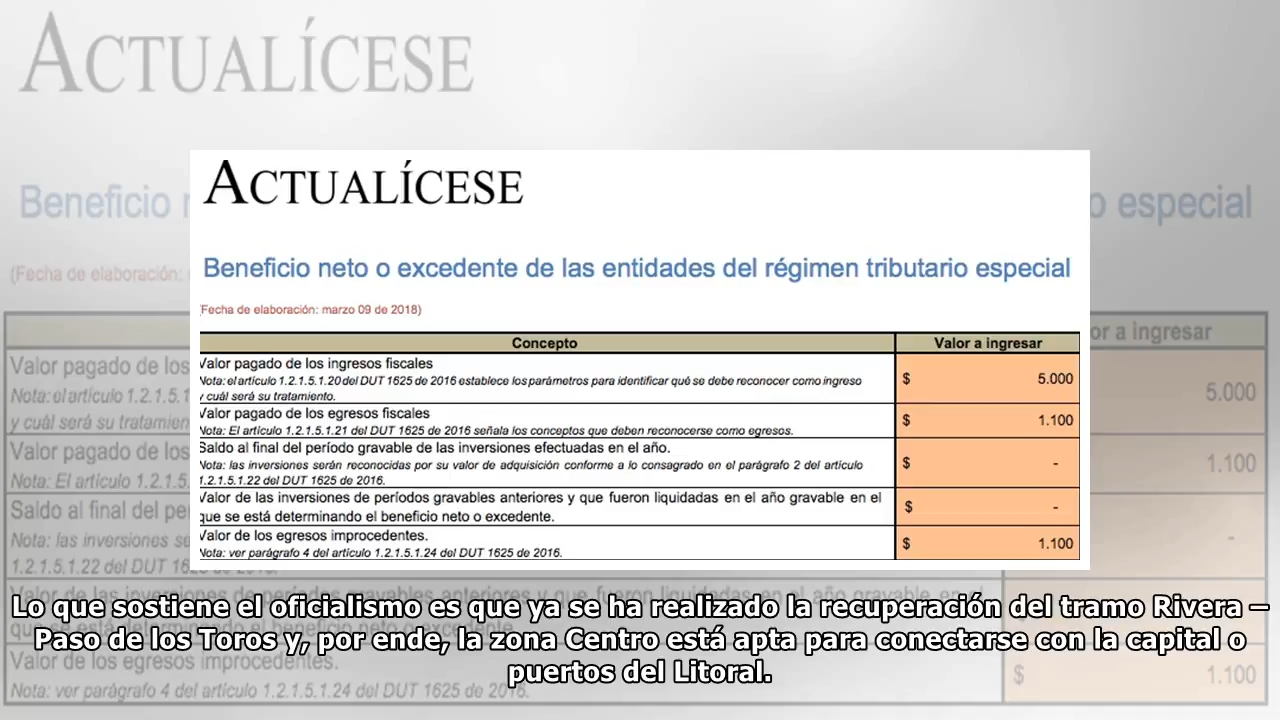 ACTUALÍCESE
ACTUALÍCESE
Beneficio neto o excedente de las entidades del régimen tributario especial
(Fecha de elaboración: marzo 09 de 2018)
Concepto Valor a ingresar
Valor pagado de los ingresos fiscales
Nota: el artículo 1.2.1.5.1.20 del DUT 1625 de 2016 establece los parámetros para identificar qué se debe reconocer como ingreso
y cuál será su tratamiento.
$ 5.000
Valor pagado de los egresos fiscales
Nota: El artículo 1.2.1.5.1.21 del DUT 1625 de 2016 señala los conceptos que deben reconocerse como egresos.
$ 1.100
Saldo al final del período gravable de las inversiones efectuadas en el año.
Nota: las inversiones serán reconocidas por su valor de adquisición conforme a lo consagrado en el parágrafo 2 del artículo
1.2.1.5.1.22 del DUT 1625 de 2016.
$ -
Valor de las inversiones de períodos gravables anteriores y que fueron liquidadas en el año gravable en el
que se está determinando el beneficio neto o excedente.
$ -
Valor de los egresos improcedentes.
Nota: ver parágrafo 4 del artículo 1.2.1.5.1.24 del DUT 1625 de 2016.
$ 1.100
Lo que sostiene el oficialismo es que ya se ha realizado la recuperación del tramo Rivera –
Paso de los Toros y, por ende, la zona Centro está apta para conectarse con la capital o
puertos del Litoral.